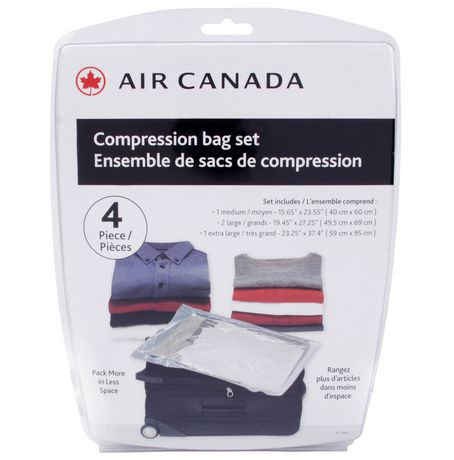 AIR CANADA
Compression bag set
Ensemble de sacs de compression
Set includes / L'ensemble comprend :
• 1 medium / moyen - 15.65" x 23.55" ( 40 cm x 60 cm )
• 2 large / grands - 19.45" x 27.25" ( 49,5 cm x 69 cm )
• 1 extra large / trés grand - 23.25" x 37.4" ( 59 cm x 95 cm )
4
Piece /
Pièces
Pack More
in Less
Space
Rangez
plus d'articles
dans moins
d'espace